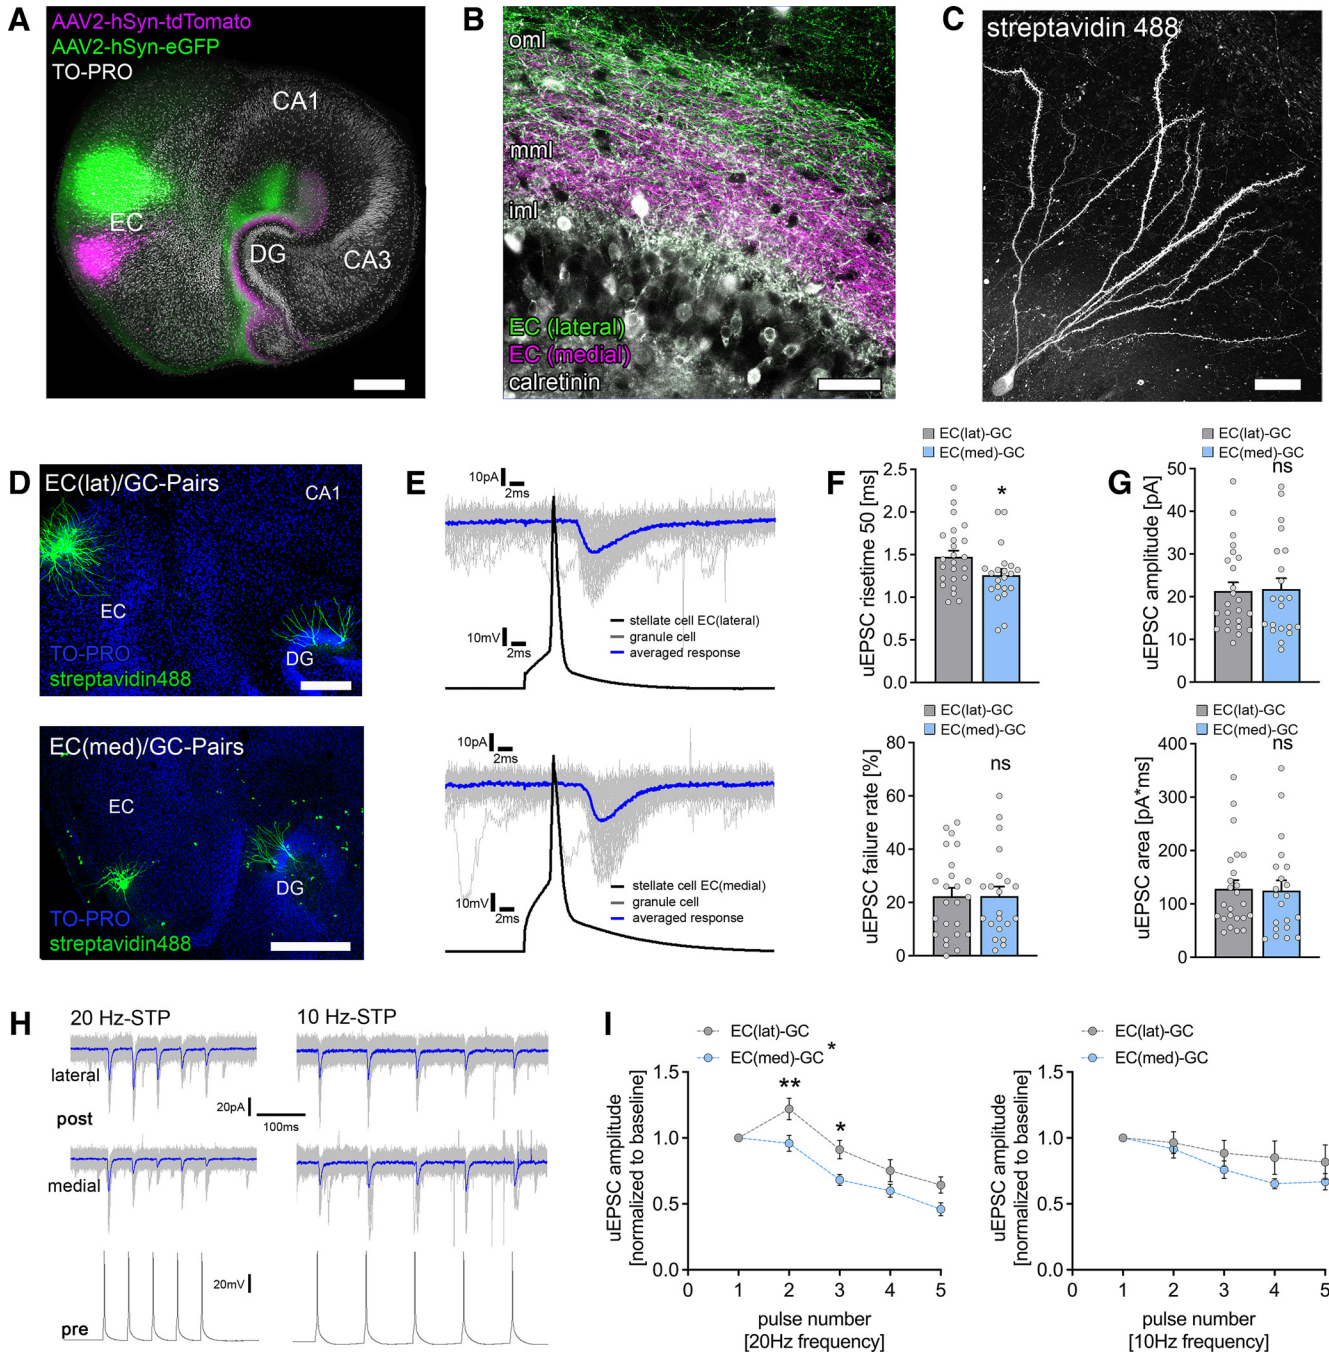 A
AAV2-hSyn-tdTomato
AAV2-hSyn-eGFP
TO-PRO
CA1
EC
DG
CA3
B
oml
mml
iml
EC (lateral)
EC (medial)
calretinin
C
streptavidin 488
D
EC(lat)/GC-Pairs
CA1
EC
TO-PRO
DG
streptavidin488
EC(med)/GC-Pairs
EC
DG
TO-PRO
streptavidin488
E
10pA
2ms
10mV
2ms
stellate cell EC(lateral)
granule cell
averaged response
10pA
2ms
10mV
2ms
stellate cell EC(medial)
granule cell
averaged response
F
EC(lat)-GC
EC(med)-GC
uEPSC risetime 50 [ms]
2.5
2.0
1.5
1.0
0.5
0.0
*
EC(lat)-GC
EC(med)-GC
uEPSC failure rate [%]
80
60
40
20
0
ns
G
EC(lat)-GC
EC(med)-GC
uEPSC amplitude [pA]
50
40
30
20
10
0
ns
EC(lat)-GC
EC(med)-GC
uEPSC area [pA*ms]
400
300
200
100
0
ns
H
20 Hz-STP
10 Hz-STP
lateral
post
20pA
100ms
medial
20mV
pre
I
EC(lat)-GC
EC(med)-GC
*
uEPSC amplitude
[normalized to baseline]
1.5
1.0
0.5
0.0
**
*
0 1 2 3 4 5
pulse number
[20Hz frequency]
EC(lat)-GC
EC(med)-GC
uEPSC amplitude
[normalized to baseline]
1.5
1.0
0.5
0.0
0 1 2 3 4 5
pulse number
[10Hz frequency]